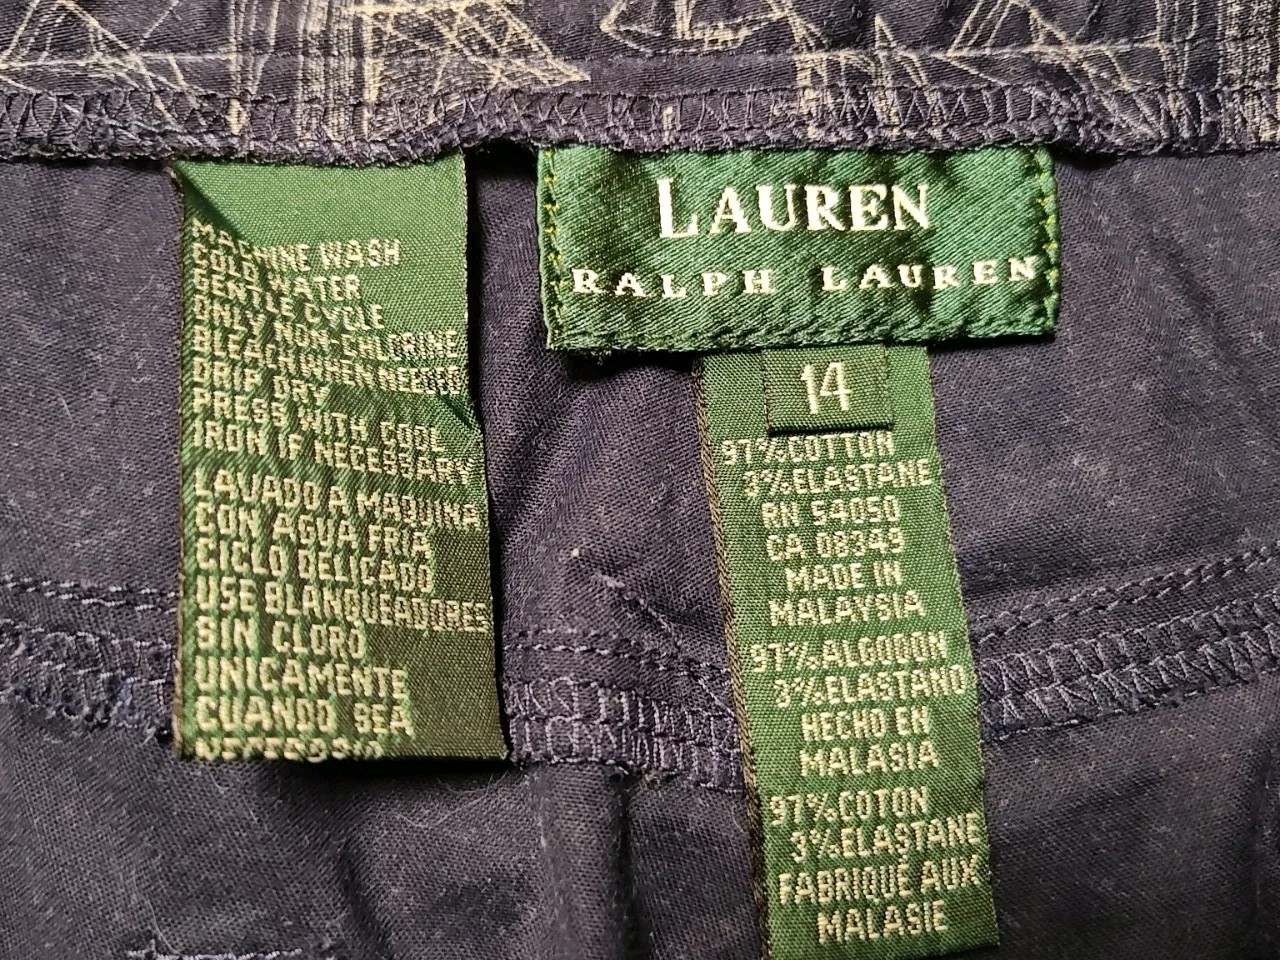 MACHINE WASH
COLD WATER
GENTLE CYCLE
ONLY NON-CHLORINE
BLEACH WHEN NEEDED
DRIP DRY
PRESS WITH COOL
IRON IF NECESSARY
LAVADO A MAQUINA
CON AGUA FRIA
CICLO DELICADO
USE BLANQUEADORES
SIN CLORO
UNICAMENTE
CUANDO SEA
NECESARIO
LAUREN
RALPH LAUREN
14
97%COTTON
3%ELASTANE
RN 54050
CA 08349
MADE IN
MALAYSIA
97%ALGODON
3%ELASTANO
HECHO EN
MALASIA
97%COTON
3%ELASTANE
FABRIQUÉ AUX
MALASIE